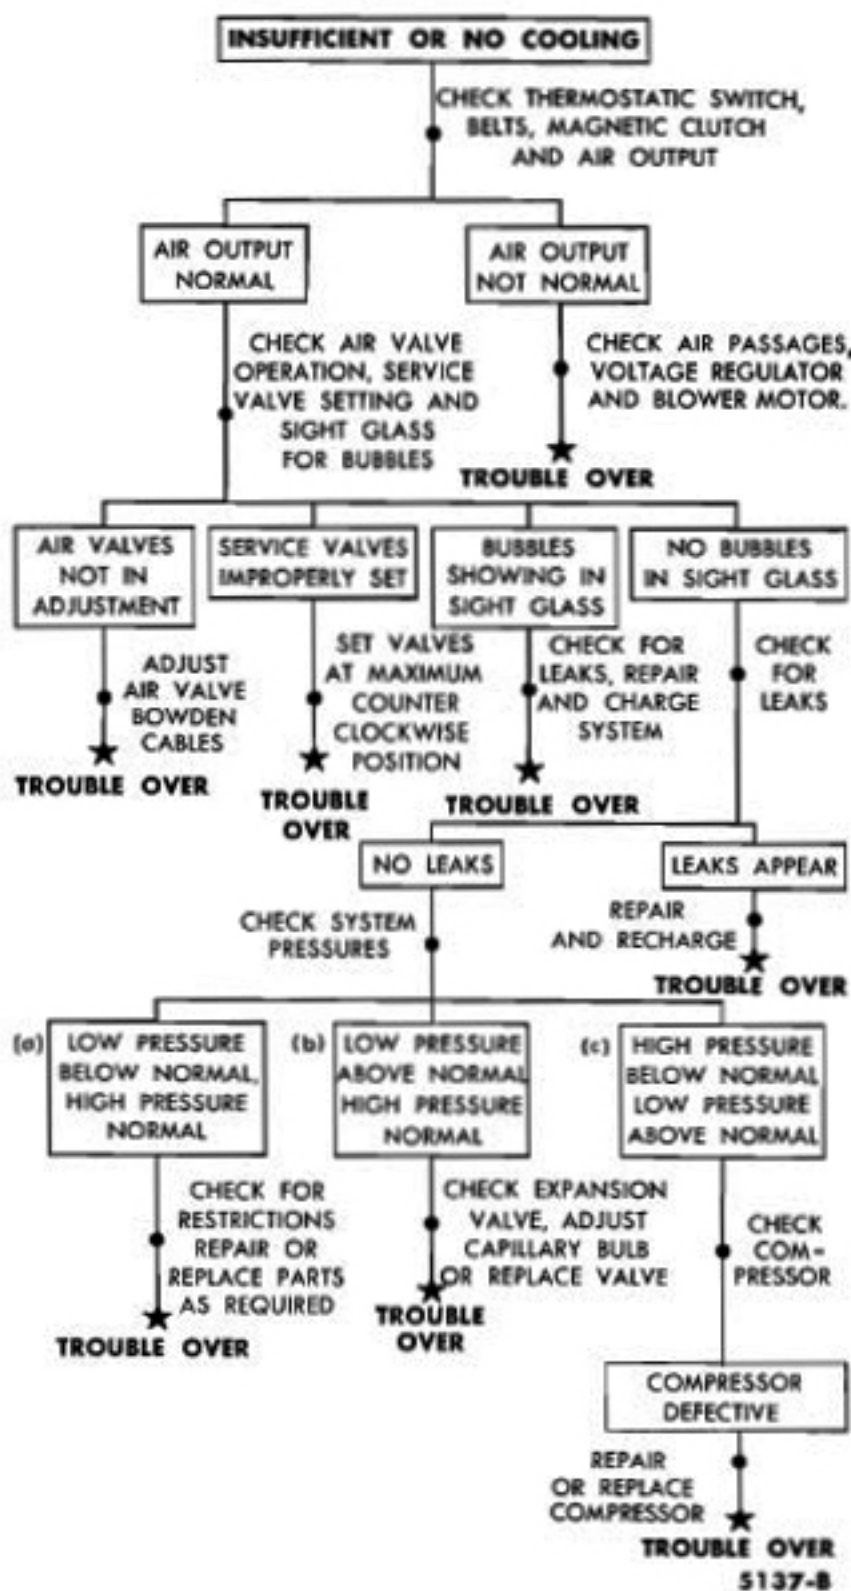 INSUFFICIENT OR NO COOLING
CHECK THERMOSTATIC SWITCH,
BELTS, MAGNETIC CLUTCH
AND AIR OUTPUT
AIR OUTPUT
NORMAL
AIR OUTPUT
NOT NORMAL
CHECK AIR VALVE
OPERATION, SERVICE
VALVE SETTING AND
SIGHT GLASS
FOR BUBBLES
CHECK AIR PASSAGES,
VOLTAGE REGULATOR
AND BLOWER MOTOR.
TROUBLE OVER
AIR VALVES
NOT IN
ADJUSTMENT
SERVICE VALVES
IMPROPERLY SET
BUBBLES
SHOWING IN
SIGHT GLASS
NO BUBBLES
IN SIGHT GLASS
ADJUST
AIR VALVE
BOWDEN
CABLES
TROUBLE OVER
SET VALVES
AT MAXIMUM
COUNTER
CLOCKWISE
POSITION
TROUBLE
OVER
CHECK FOR
LEAKS, REPAIR
AND CHARGE
SYSTEM
TROUBLE OVER
CHECK
FOR
LEAKS
NO LEAKS
LEAKS APPEAR
CHECK SYSTEM
PRESSURES
REPAIR
AND RECHARGE
TROUBLE OVER
(a) LOW PRESSURE
BELOW NORMAL,
HIGH PRESSURE
NORMAL
(b) LOW PRESSURE
ABOVE NORMAL
HIGH PRESSURE
NORMAL
(c) HIGH PRESSURE
BELOW NORMAL
LOW PRESSURE
ABOVE NORMAL
CHECK FOR
RESTRICTIONS
REPAIR OR
REPLACE PARTS
AS REQUIRED
TROUBLE OVER
CHECK EXPANSION
VALVE, ADJUST
CAPILLARY BULB
OR REPLACE VALVE
TROUBLE
OVER
CHECK
COM-
PRESSOR
COMPRESSOR
DEFECTIVE
REPAIR
OR REPLACE
COMPRESSOR
TROUBLE OVER
5137-B